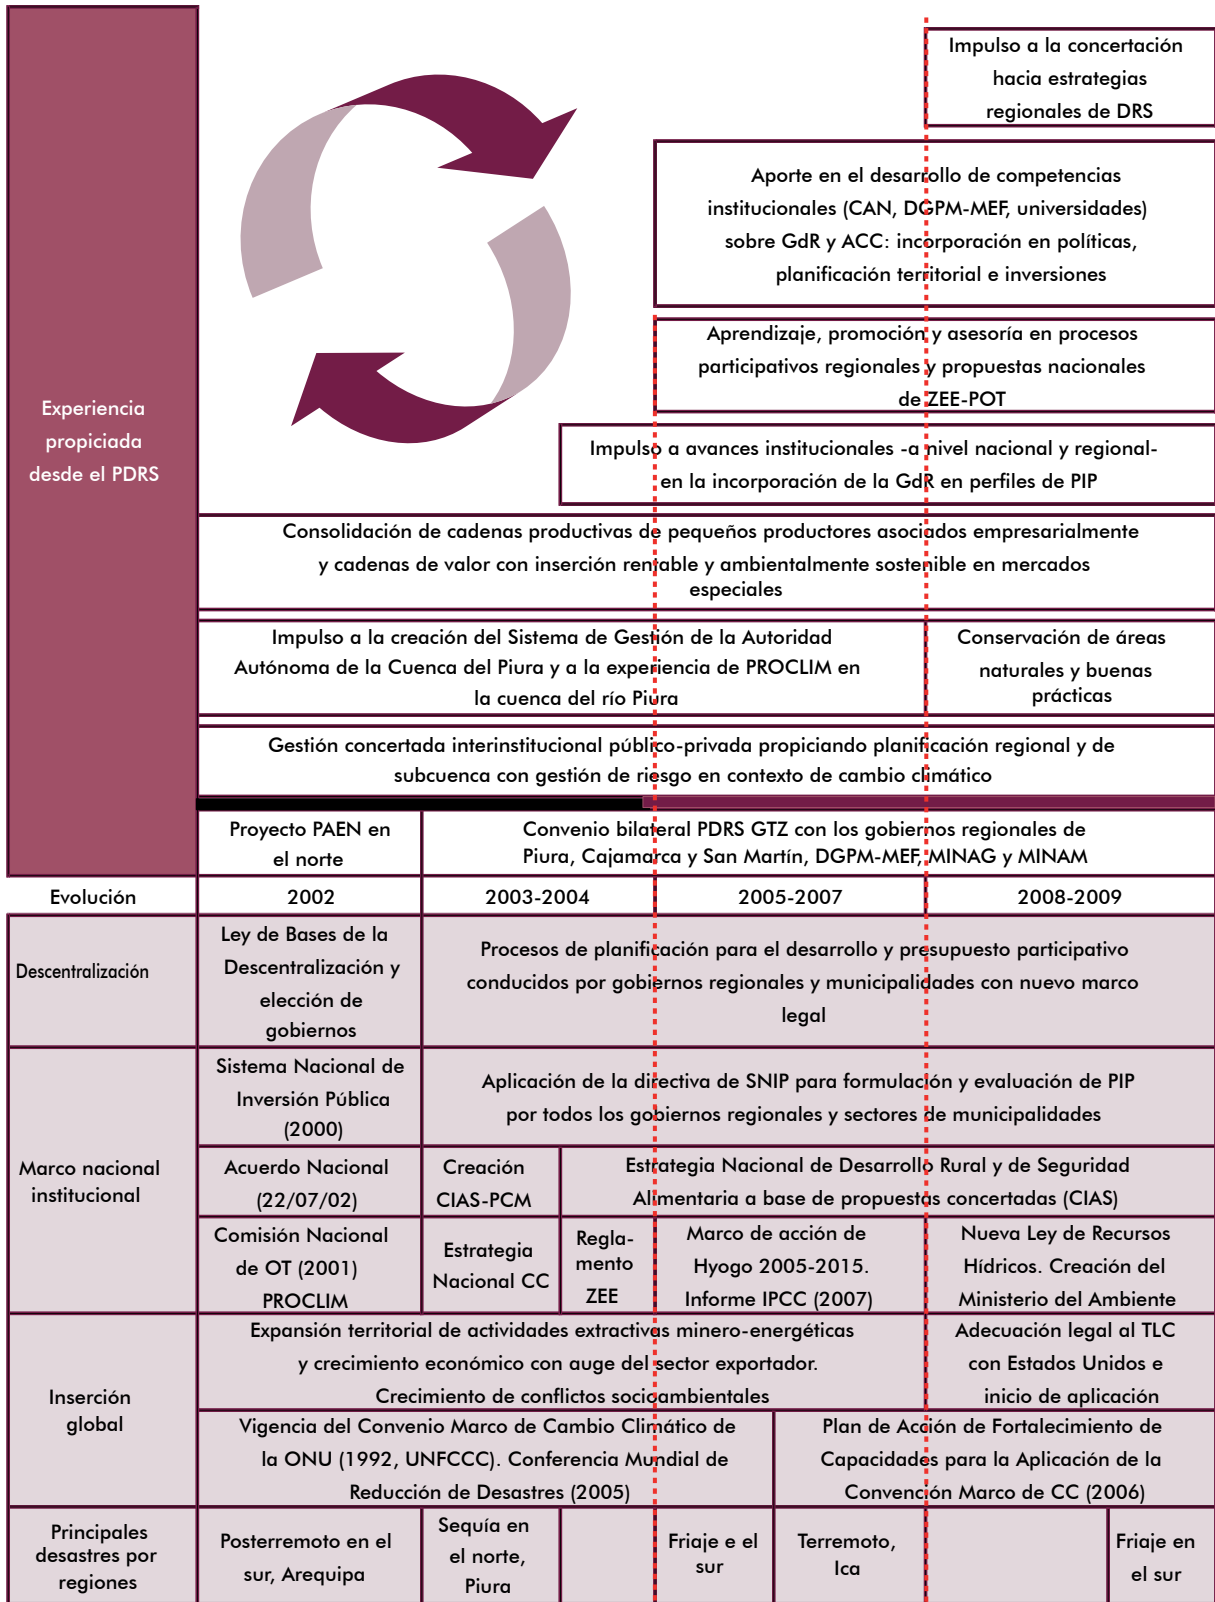 Impulso a la concertación
hacia estrategias
regionales de DRS
Aporte en el desarrollo de competencias
institucionales (CAN, DGPM-MEF, universidades)
sobre GdR y ACC: incorporación en políticas,
planificación territorial e inversiones
Aprendizaje, promoción y asesoría en procesos
participativos regionales y propuestas nacionales
de ZEE-POT
Experiencia
propiciada
desde el PDRS
Impulso a avances institucionales -a nivel nacional y regional-
en la incorporación de la GdR en perfiles de PIP
Consolidación de cadenas productivas de pequeños productores asociados empresarialmente
y cadenas de valor con inserción rentable y ambientalmente sostenible en mercados
especiales
Impulso a la creación del Sistema de Gestión de la Autoridad
Autónoma de la Cuenca del Piura y a la experiencia de PROCLIM en
la cuenca del río Piura
Conservación de áreas
naturales y buenas
prácticas
Gestión concertada interinstitucional público-privada propiciando planificación regional y de
subcuenca con gestión de riesgo en contexto de cambio climático
Proyecto PAEN en
el norte
Convenio bilateral PDRS GTZ con los gobiernos regionales de
Piura, Cajamarca y San Martín, DGPM-MEF, MINAG y MINAM
Evolución
2002
2003-2004
2005-2007
2008-2009
Descentralización
Ley de Bases de la
Descentralización y
elección de
gobiernos
Procesos de planificación para el desarrollo y presupuesto participativo
conducidos por gobiernos regionales y municipalidades con nuevo marco
legal
Marco nacional
institucional
Sistema Nacional de
Inversión Pública
(2000)
Aplicación de la directiva de SNIP para formulación y evaluación de PIP
por todos los gobiernos regionales y sectores de municipalidades
Acuerdo Nacional
(22/07/02)
Creación
CIAS-PCM
Estrategia Nacional de Desarrollo Rural y de Seguridad
Alimentaria a base de propuestas concertadas (CIAS)
Comisión Nacional
de OT (2001)
PROCLIM
Estrategia
Nacional CC
Regla-
mento
ZEE
Marco de acción de
Hyogo 2005-2015.
Informe IPCC (2007)
Nueva Ley de Recursos
Hídricos. Creación del
Ministerio del Ambiente
Inserción
global
Expansión territorial de actividades extractivas minero-energéticas
y crecimiento económico con auge del sector exportador.
Crecimiento de conflictos socioambientales
Adecuación legal al TLC
con Estados Unidos e
inicio de aplicación
Vigencia del Convenio Marco de Cambio Climático de
la ONU (1992, UNFCCC). Conferencia Mundial de
Reducción de Desastres (2005)
Plan de Acción de Fortalecimiento de
Capacidades para la Aplicación de la
Convención Marco de CC (2006)
Principales
desastres por
regiones
Posterremoto en el
sur, Arequipa
Sequía en
el norte,
Piura
Friaje e el
sur
Terremoto,
Ica
Friaje en
el sur